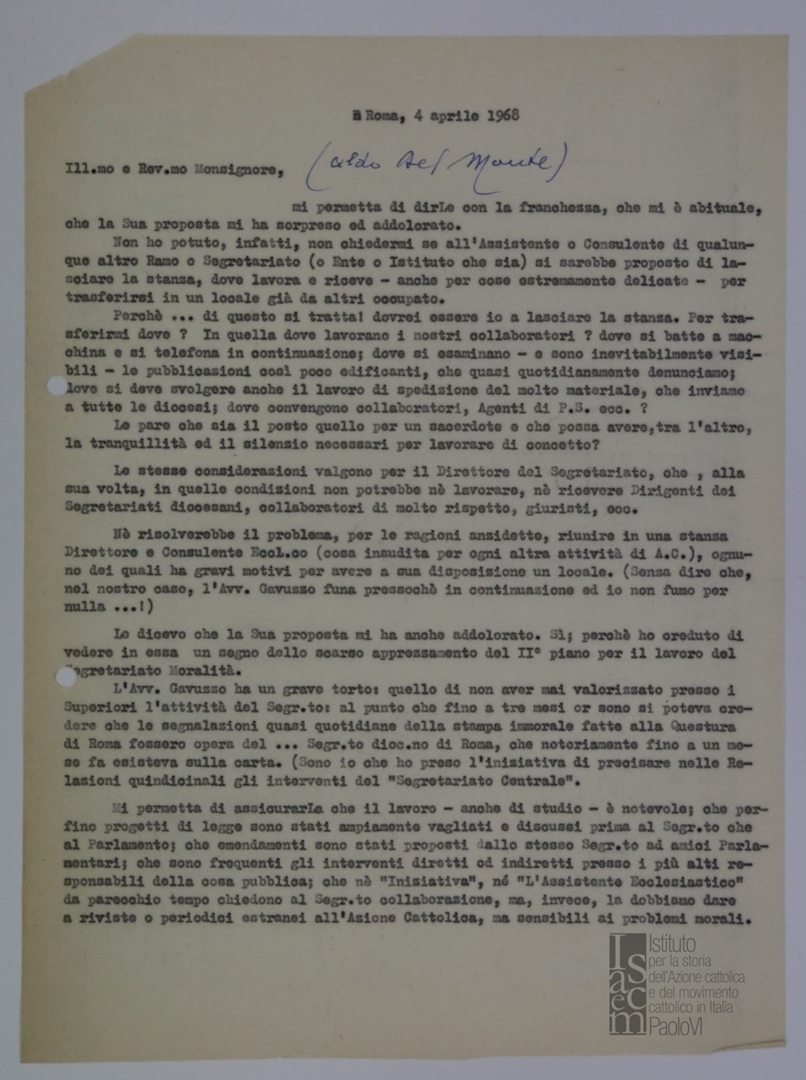 Roma, 4 aprile 1968
Ill.mo e Rev.mo Monsignore, (Aldo Del Monte)
mi permetta di dirLe con la franchezza, che mi è abituale,
che la Sua proposta mi ha sorpreso ed addolorato.
Non ho potuto, infatti, non chiedermi se all'Assistente o Consulente di qualun-
que altro Ramo o Segretariato (o Ente o Istituto che sia) si sarebbe proposto di la-
sciare la stanza, dove lavora e riceve - anche per cose estremamente delicate - per
trasferirsi in un locale già da altri occupato.
Perchè ... di questo si tratta! dovrei essere io a lasciare la stanza. Per tra-
sferirmi dove ? In quella dove lavorano i nostri collaboratori ? dove si batte a mac-
china e si telefona in continuazione; dove si esaminano - e sono inevitabilmente visi-
bili - le pubblicazioni così poco edificanti, che quasi quotidianamente denunciamo;
dove si deve svolgere anche il lavoro di spedizione del molto materiale, che inviamo
a tutte le diocesi; dove convengono collaboratori, Agenti di P.S. ecc. ?
Le pare che sia il posto quello per un sacerdote e che possa avere,tra l'altro,
la tranquillità ed il silenzio necessari per lavorare di concetto?
Le stesse considerazioni valgono per il Direttore del Segretariato, che , alla
sua volta, in quelle condizioni non potrebbe nè lavorare, nè ricevere Dirigenti dei
Segretariati diocesani, collaboratori di molto rispetto, giuristi, ecc.
Nè risolverebbe il problema, per le ragioni ansidette, riunire in una stanza
Direttore e Consulente Eccl.co (cosa inaudita per ogni altra attività di A.C.), ognu-
no dei quali ha gravi motivi per avere a sua disposizione un locale. (Senza dire che,
nel nostro caso, l'Avv. Gavuzzo funa pressochè in continuazione ed io non fumo per
nulla ...!)
Le dicevo che la Sua proposta mi ha anche addolorato. Sì; perchè ho creduto di
vedere in essa un segno dello scarso apprezzamento del II° piano per il lavoro del
Segretariato Moralità.
L'Avv. Gavuzzo ha un grave torto: quello di non aver mai valorizzato presso i
Superiori l'attività del Segr.to: al punto che fino a tre mesi or sono si poteva cre-
dere che le segnalazioni quasi quotidiane della stampa immorale fatte alla Questura
di Roma fossero opera del ... Segr.to dioc.no di Roma, che notoriamente fino a un me-
se fa esisteva sulla carta. (Sono io che ho preso l'iniziativa di precisare nelle Re-
lazioni quindicinali gli interventi del "Segretariato Centrale".
Mi permetta di assicurarLe che il lavoro - anche di studio - è notevole; che per-
fino progetti di legge sono stati ampiamente vagliati e discussi prima al Segr.to che
al Parlamento; che emendamenti sono stati proposti dallo stesso Segr.to ad amici Parla-
mentari; che sono frequenti gli interventi diretti ed indiretti presso i più alti re-
sponsabili della cosa pubblica; che nè "Iniziativa", né "L'Assistente Ecclesiastico"
da parecchio tempo chiedono al Segr.to collaborazione, ma, invece, la dobbiamo dare
a riviste o periodici estranei all'Azione Cattolica, ma sensibili ai problemi morali.
Isacem
Istituto
per la storia
dell'Azione cattolica
e del movimento
cattolico in Italia
PaoloVI